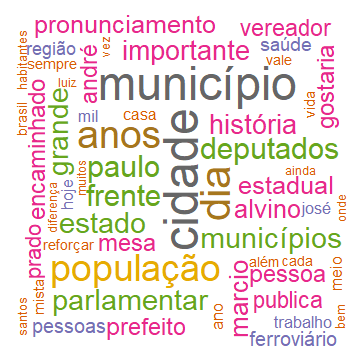 pronunciamento
vereador
habitantes
região
sempre
luiz
andré
vez
importante
saúde
vale
gostaria
município
brasil
encaminhado
grande
mil
casa
história
vida
anos
cidade
deputados
hoje
muitos
paulo
dia
ainda
estadual
frente
diferença
estado
alvino
josé
onde
prado
reforçar
mesa
municípios
marcio
além
cada
meio
mista
população
pessoa
santos
parlamentar
publica
bem
pessoas
prefeito
ano
trabalho
ferroviário